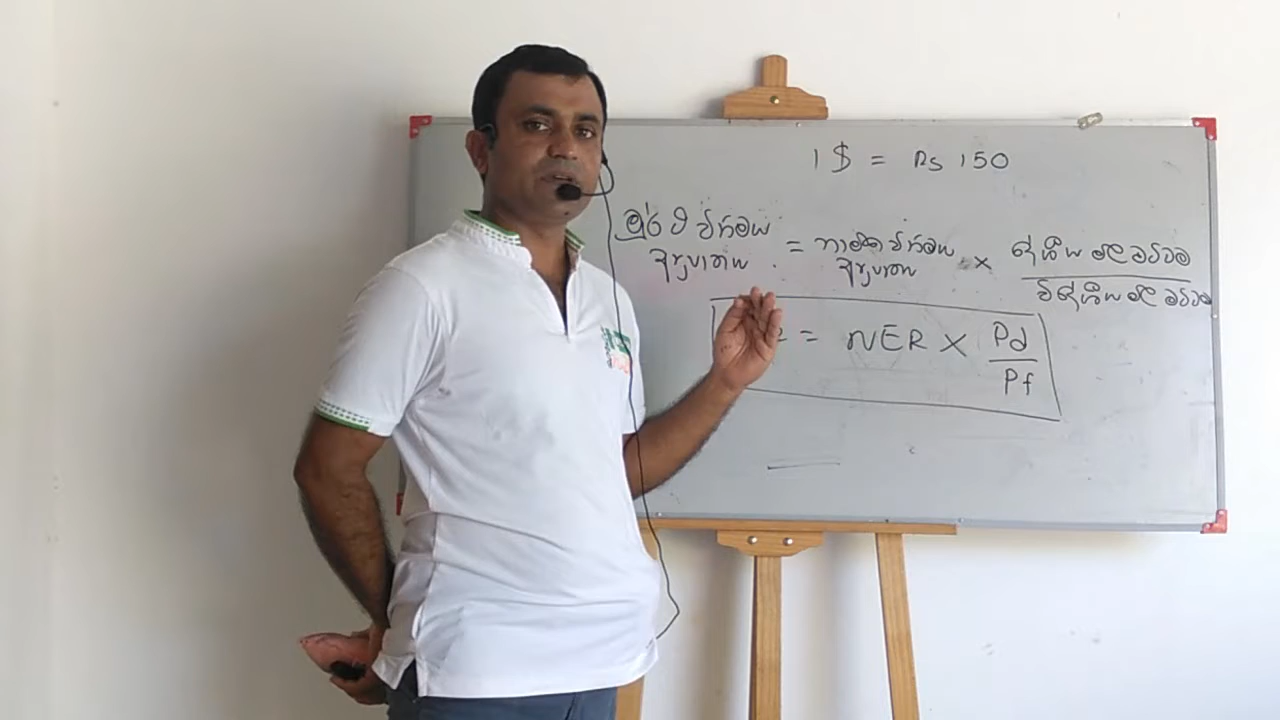 1 $ = Rs 150
මූර්ත විනිමය අනුපාතය = නාමික විනිමය අනුපාතය × දේශීය මිල මට්ටම / විදේශීය මිල මට්ටම
= NER × Pd / Pf